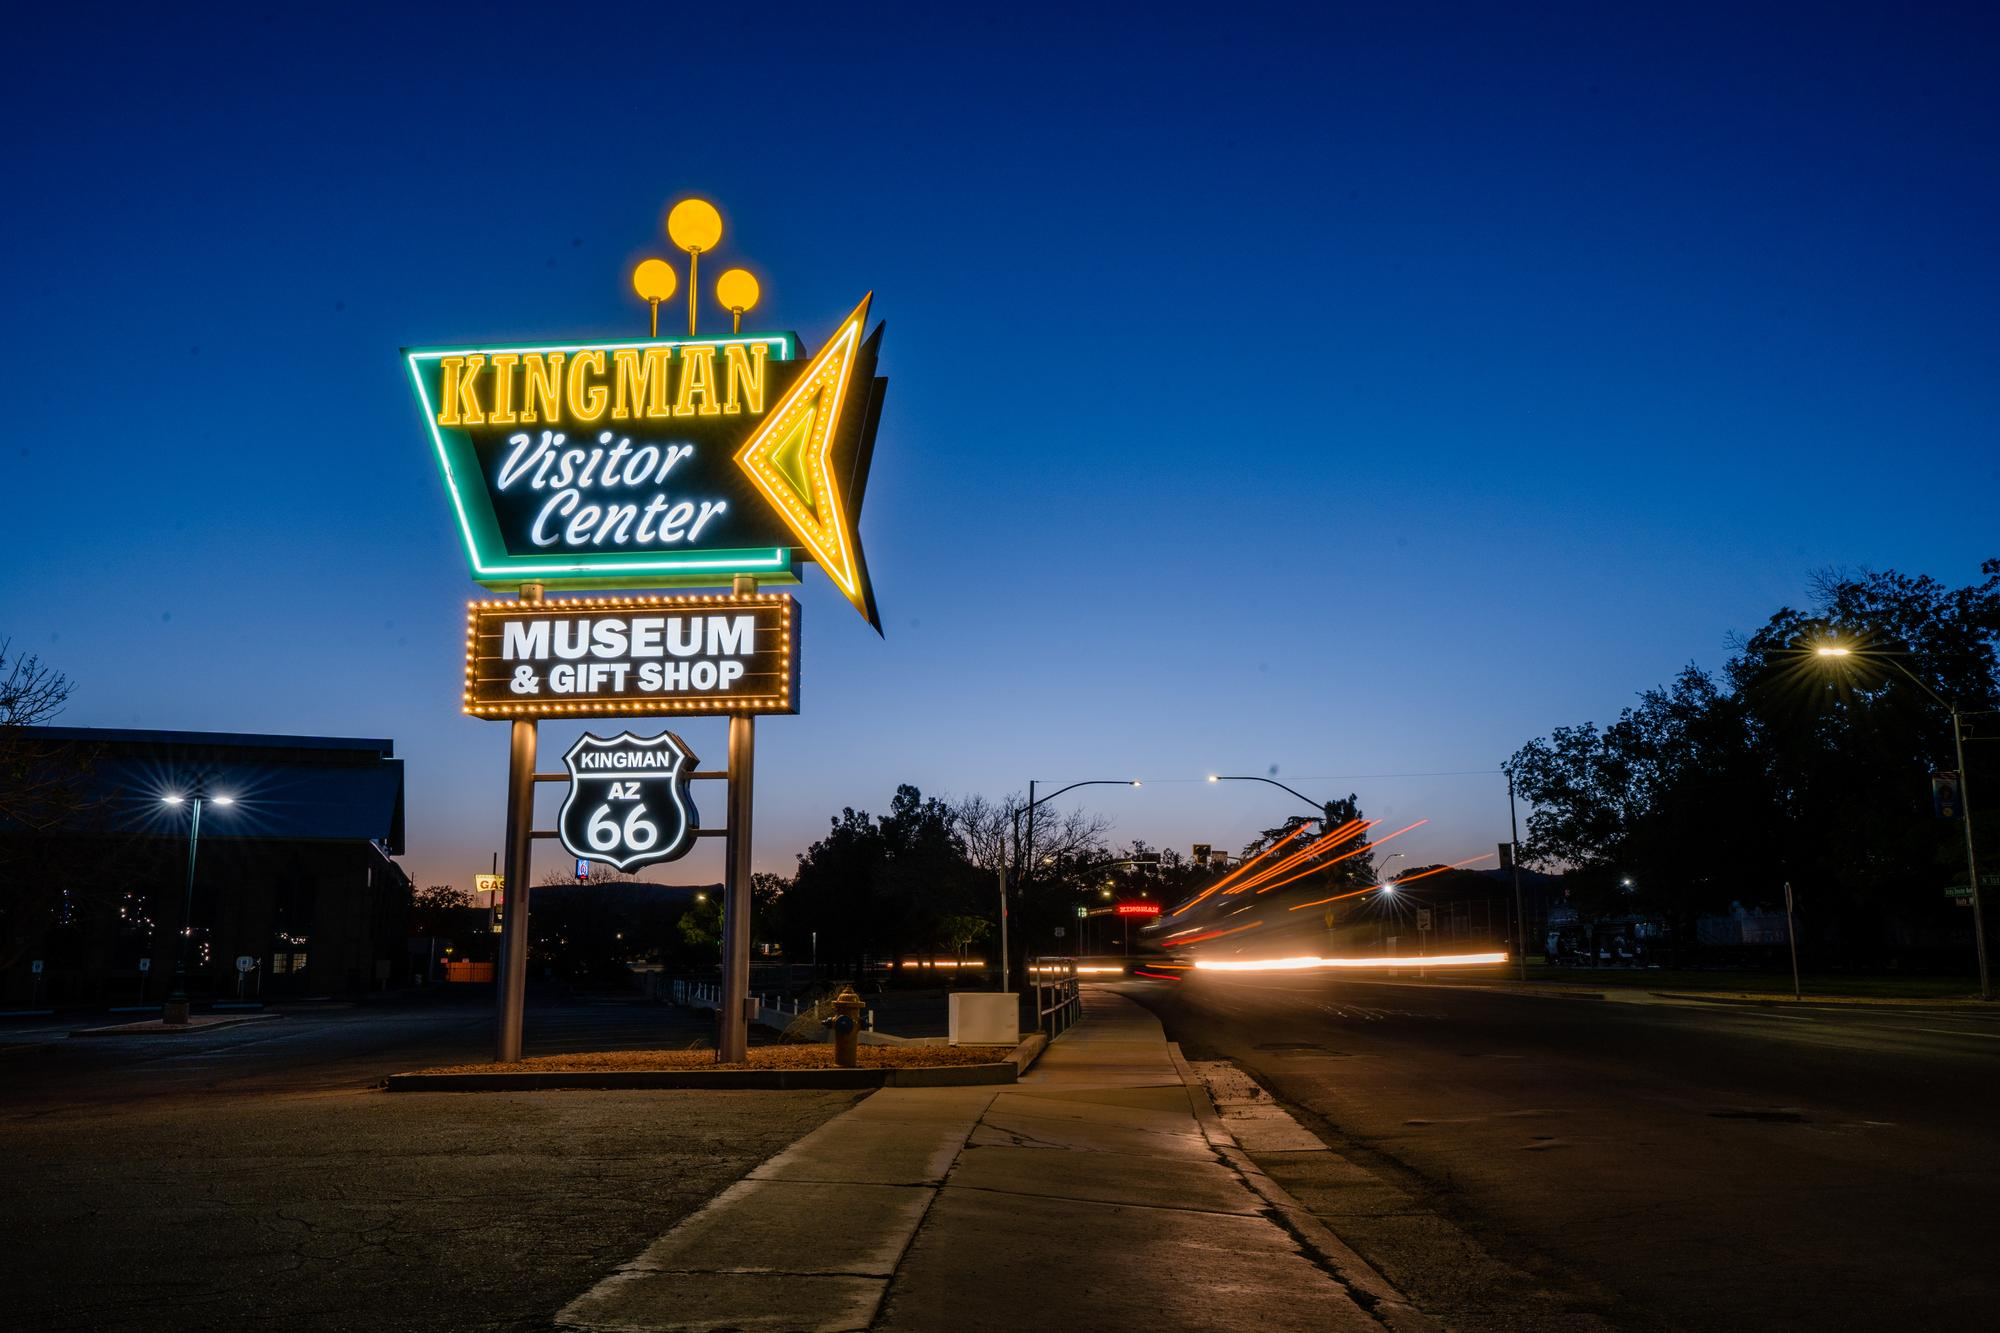 KINGMAN
Visitor
Center
MUSEUM
& GIFT SHOP
KINGMAN
AZ
66
GAS
KINGMAN